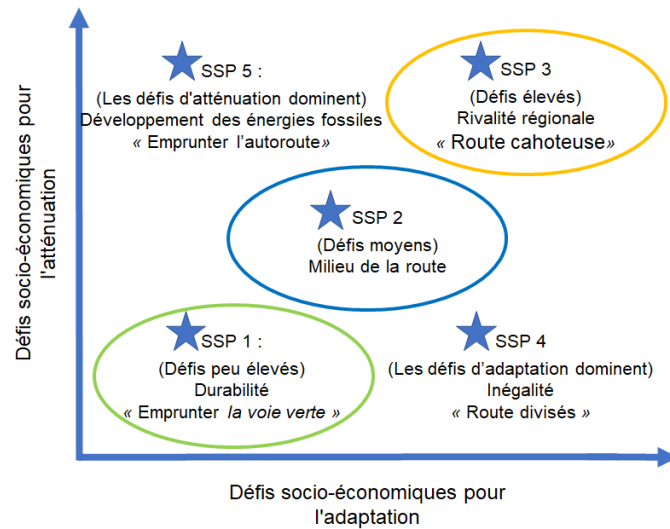 Défis socio-économiques pour
l'atténuation
SSP 5 :
(Les défis d'atténuation dominent)
Développement des énergies fossiles
« Emprunter l'autoroute»
SSP 3
(Défis élevés)
Rivalité régionale
« Route cahoteuse»
SSP 2
(Défis moyens)
Milieu de la route
SSP 1 :
(Défis peu élevés)
Durabilité
« Emprunter la voie verte »
SSP 4
(Les défis d'adaptation dominent)
Inégalité
« Route divisés »
Défis socio-économiques pour
l'adaptation